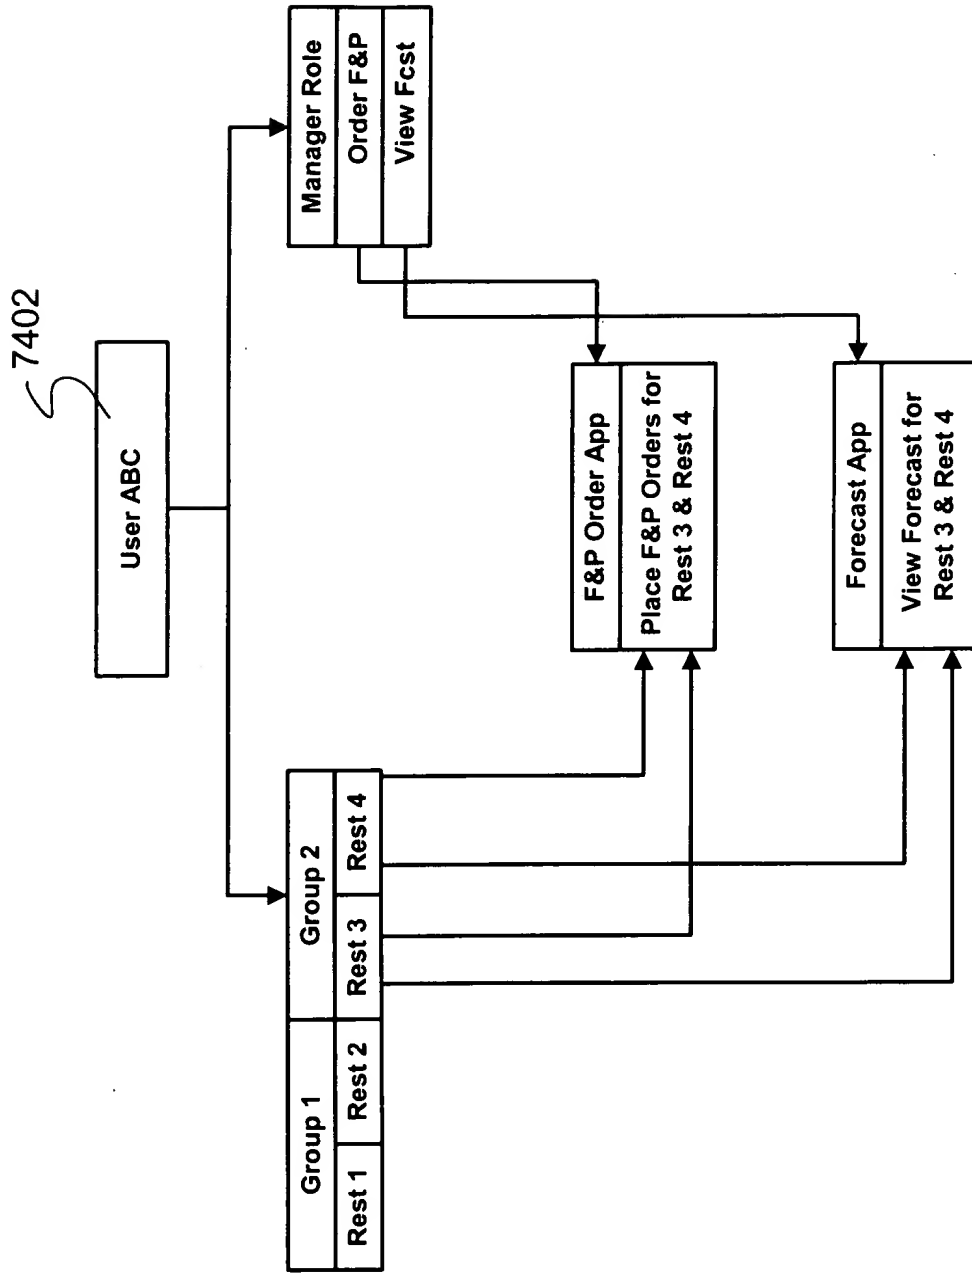 7402
User ABC
Group 1
Group 2
Rest 1
Rest 2
Rest 3
Rest 4
Manager Role
Order F&P
View Fcst
F&P Order App
Place F&P Orders for
Rest 3 & Rest 4
Forecast App
View Forecast for
Rest 3 & Rest 4